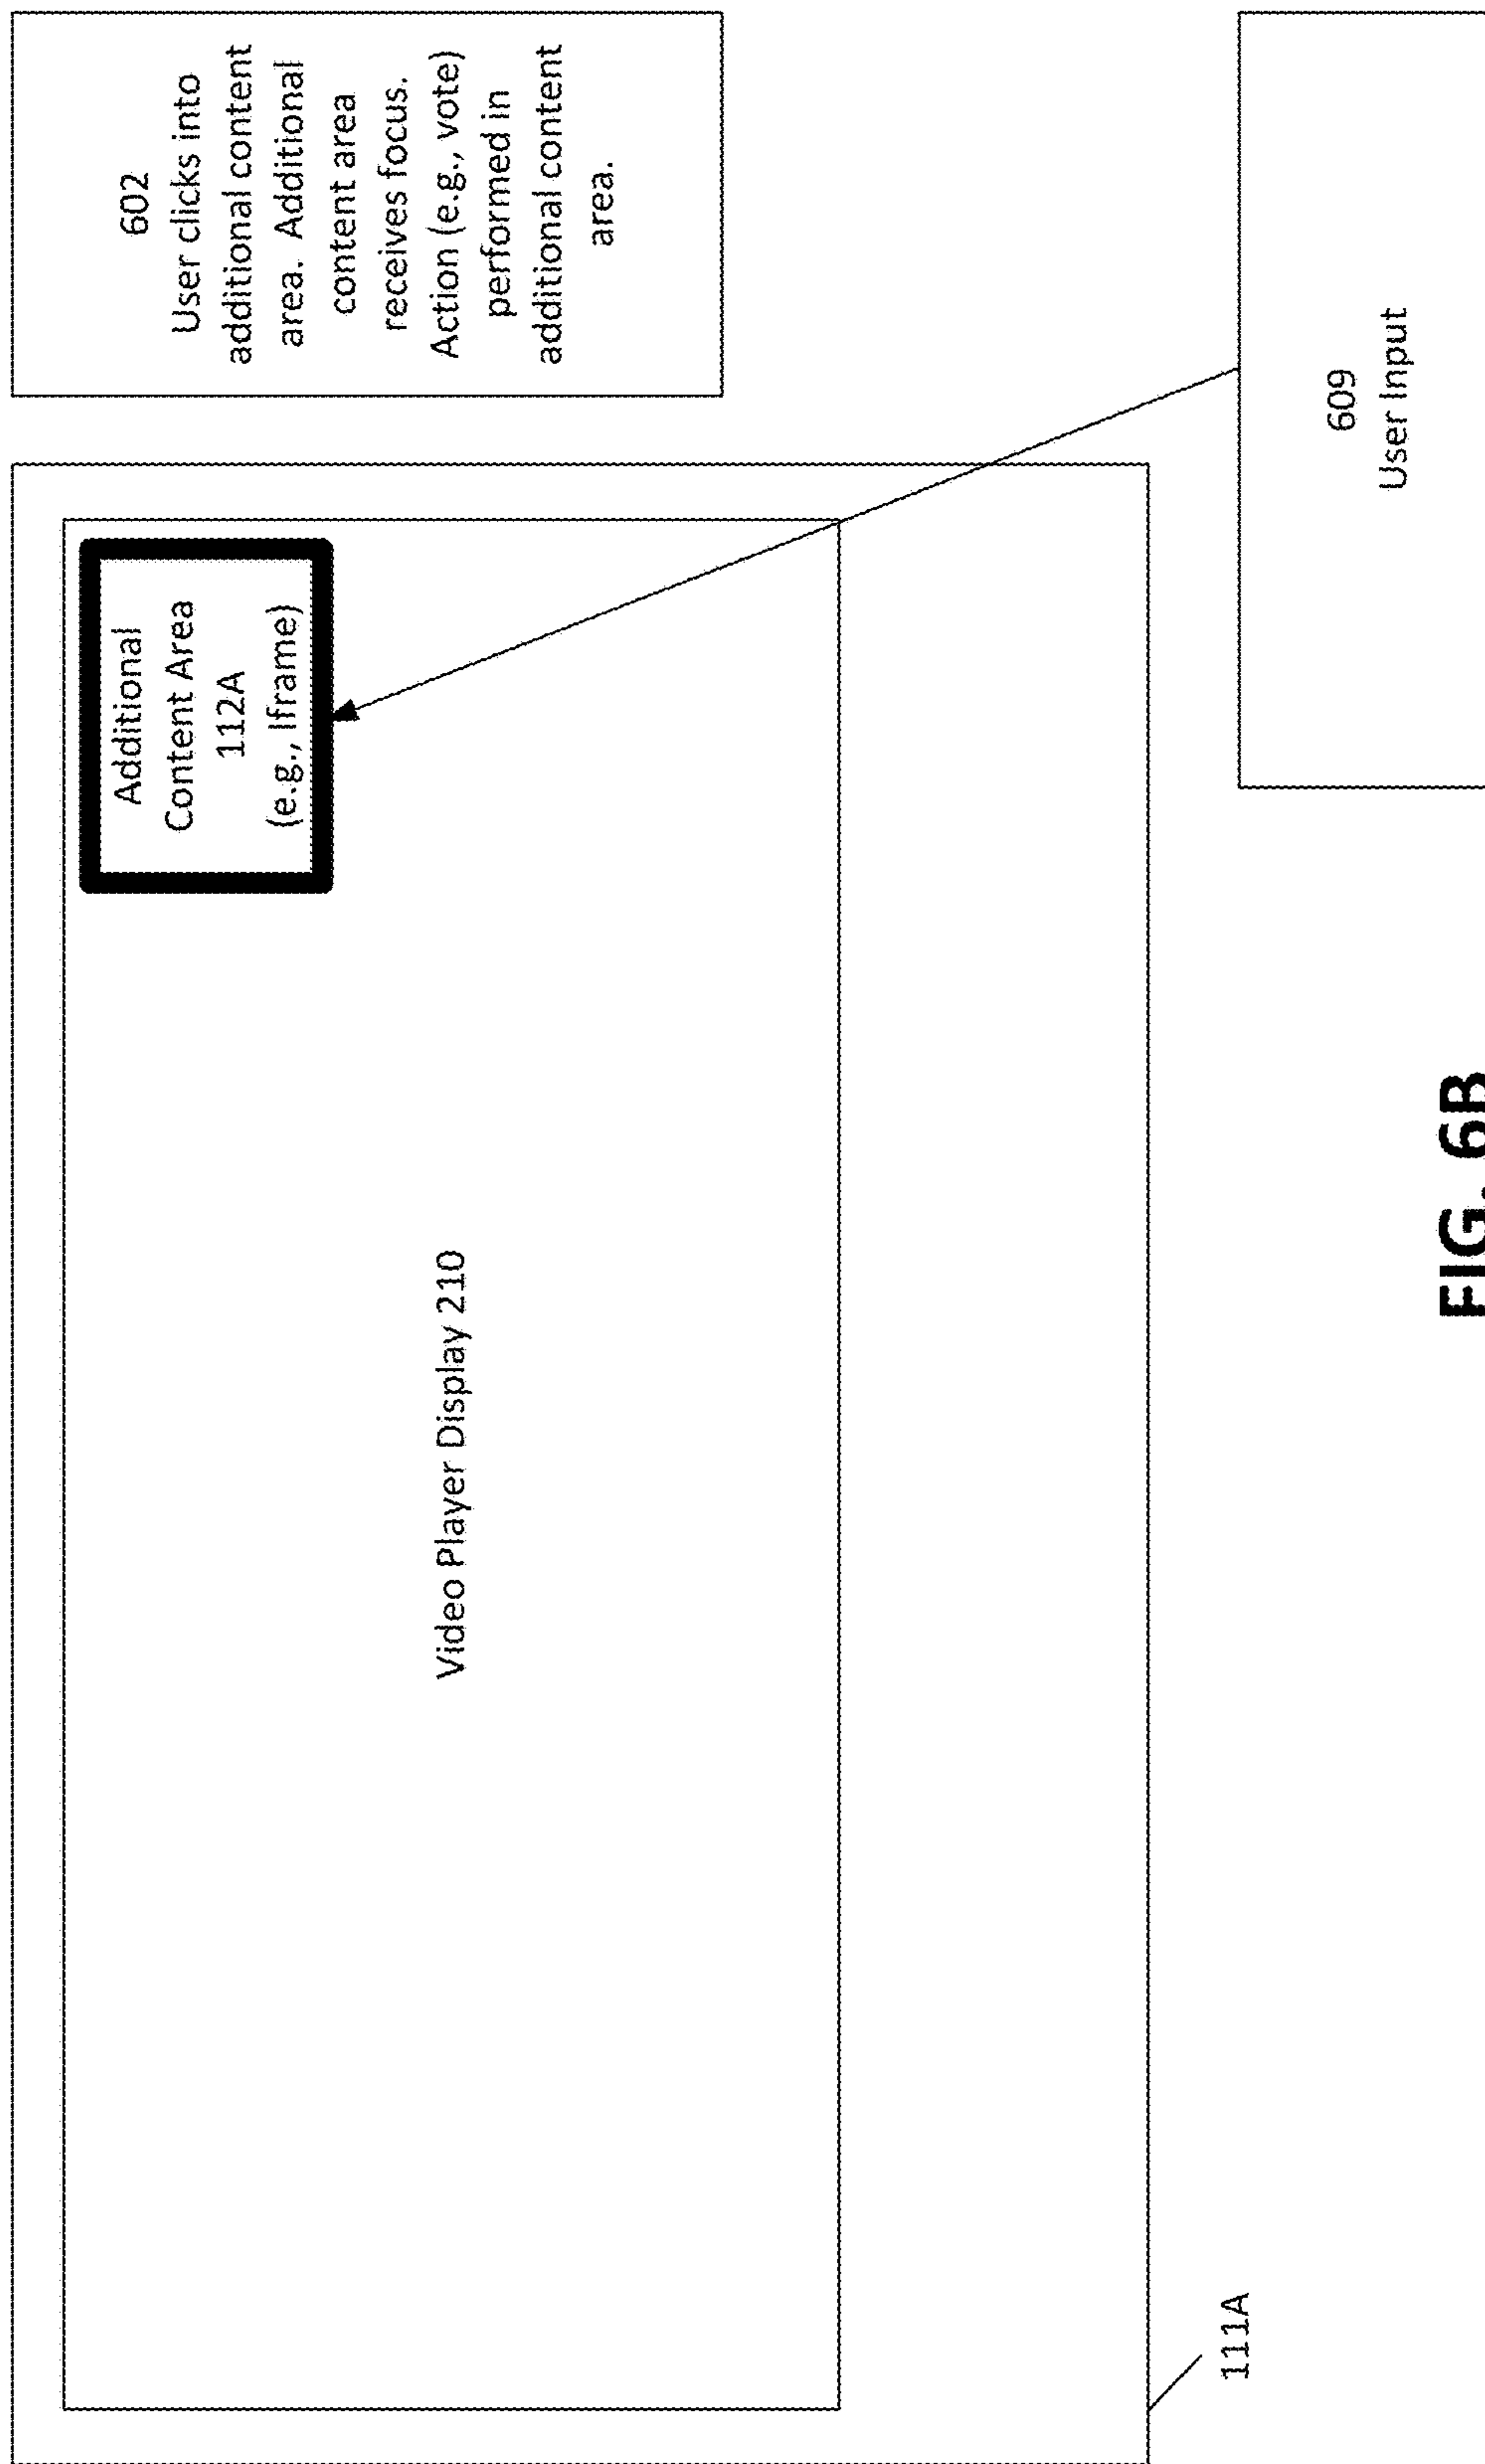 602
User clicks into
additional content
area. Additional
content area
receives focus.
Action (e.g., vote)
performed in
additional content
area.
Additional
Content Area
112A
(e.g., Iframe)
Video Player Display 210
609
User Input
111A
FIG. 6B